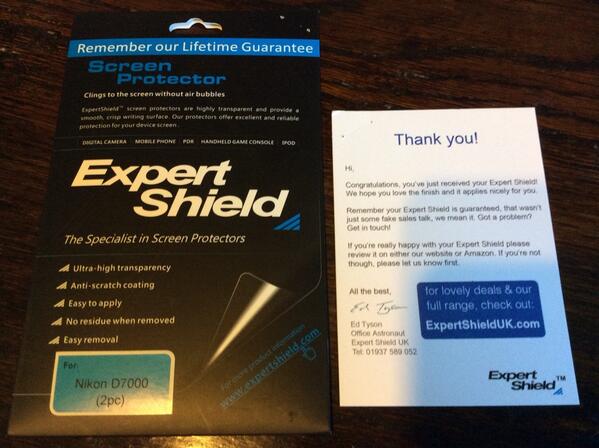 Remember our Lifetime Guarantee
Screen
Protector
Clings to the screen without air bubbles
ExpertShield™ screen protectors are highly transparent and provide a
smooth, crisp writing surface. Our protectors offer excellent and reliable
protection for your device screen.
DIGITAL CAMERA MOBILE PHONE PDR HANDHELD GAME CONSOLE IPOD
Expert
Shield
The Specialist in Screen Protectors
Ultra-high transparency
Anti-scratch coating
Easy to apply
No residue when removed
Easy removal
For more product information
www.expertshield.com
For:
Nikon D7000
(2pc)
Thank you!
Hi,
Congratulations, you've just received your Expert Shield!
We hope you love the finish and it applies nicely for you.
Remember your Expert Shield is guaranteed, that wasn't
just some fake sales talk, we mean it. Got a problem?
Get in touch!
If you're really happy with your Expert Shield please
review it on either our website or Amazon. If you're not
though, please let us know first.
All the best,
Ed Tyson
Ed Tyson
Office Astronaut
Expert Shield UK
Tel: 01937 589 052
for lovely deals & our
full range, check out:
ExpertShieldUK.com
Expert
Shield™